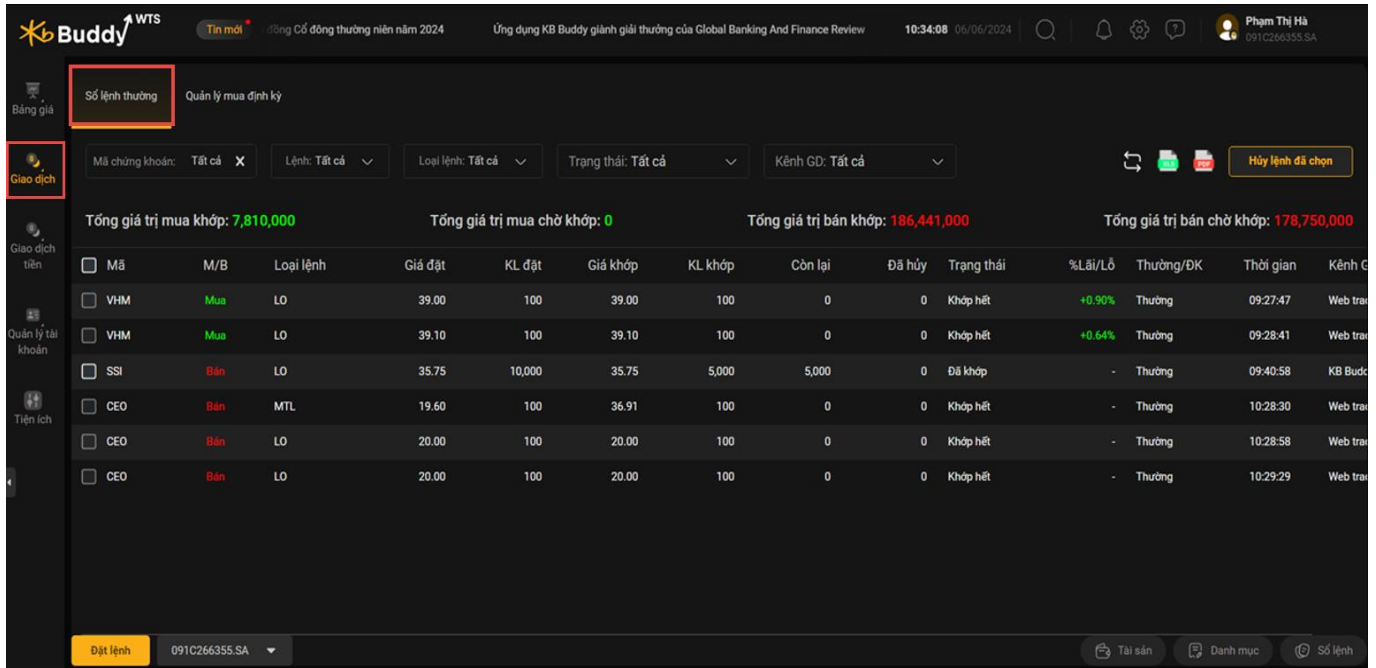 Kb Buddy WTS
Tin mới
đồng Cổ đông thường niên năm 2024
Ứng dụng KB Buddy giành giải thưởng của Global Banking And Finance Review
10:34:08 06/06/2024
Phạm Thị Hà
091C266355.SA
Bảng giá
Giao dịch
Giao dịch tiền
Quản lý tài khoản
Tiện ích
Sổ lệnh thường
Quản lý mua định kỳ
Mã chứng khoán: Tất cả X
Lệnh: Tất cả
Loại lệnh: Tất cả
Trạng thái: Tất cả
Kênh GD: Tất cả
XLS
PDF
Hủy lệnh đã chọn
Tổng giá trị mua khớp: 7,810,000
Tổng giá trị mua chờ khớp: 0
Tổng giá trị bán khớp: 186,441,000
Tổng giá trị bán chờ khớp: 178,750,000
Mã M/B Loại lệnh Giá đặt KL đặt Giá khớp KL khớp Còn lại Đã hủy Trạng thái %Lãi/Lỗ Thường/ĐK Thời gian Kênh G
VHM Mua LO 39.00 100 39.00 100 0 0 Khớp hết +0.90% Thường 09:27:47 Web tra
VHM Mua LO 39.10 100 39.10 100 0 0 Khớp hết +0.64% Thường 09:28:41 Web tra
SSI Bán LO 35.75 10,000 35.75 5,000 5,000 0 Đã khớp - Thường 09:40:58 KB Budd
CEO Bán MTL 19.60 100 36.91 100 0 0 Khớp hết - Thường 10:28:30 Web tra
CEO Bán LO 20.00 100 20.00 100 0 0 Khớp hết - Thường 10:28:58 Web tra
CEO Bán LO 20.00 100 20.00 100 0 0 Khớp hết - Thường 10:29:29 Web tra
Đặt lệnh
091C266355.SA
Tài sản
Danh mục
Sổ lệnh